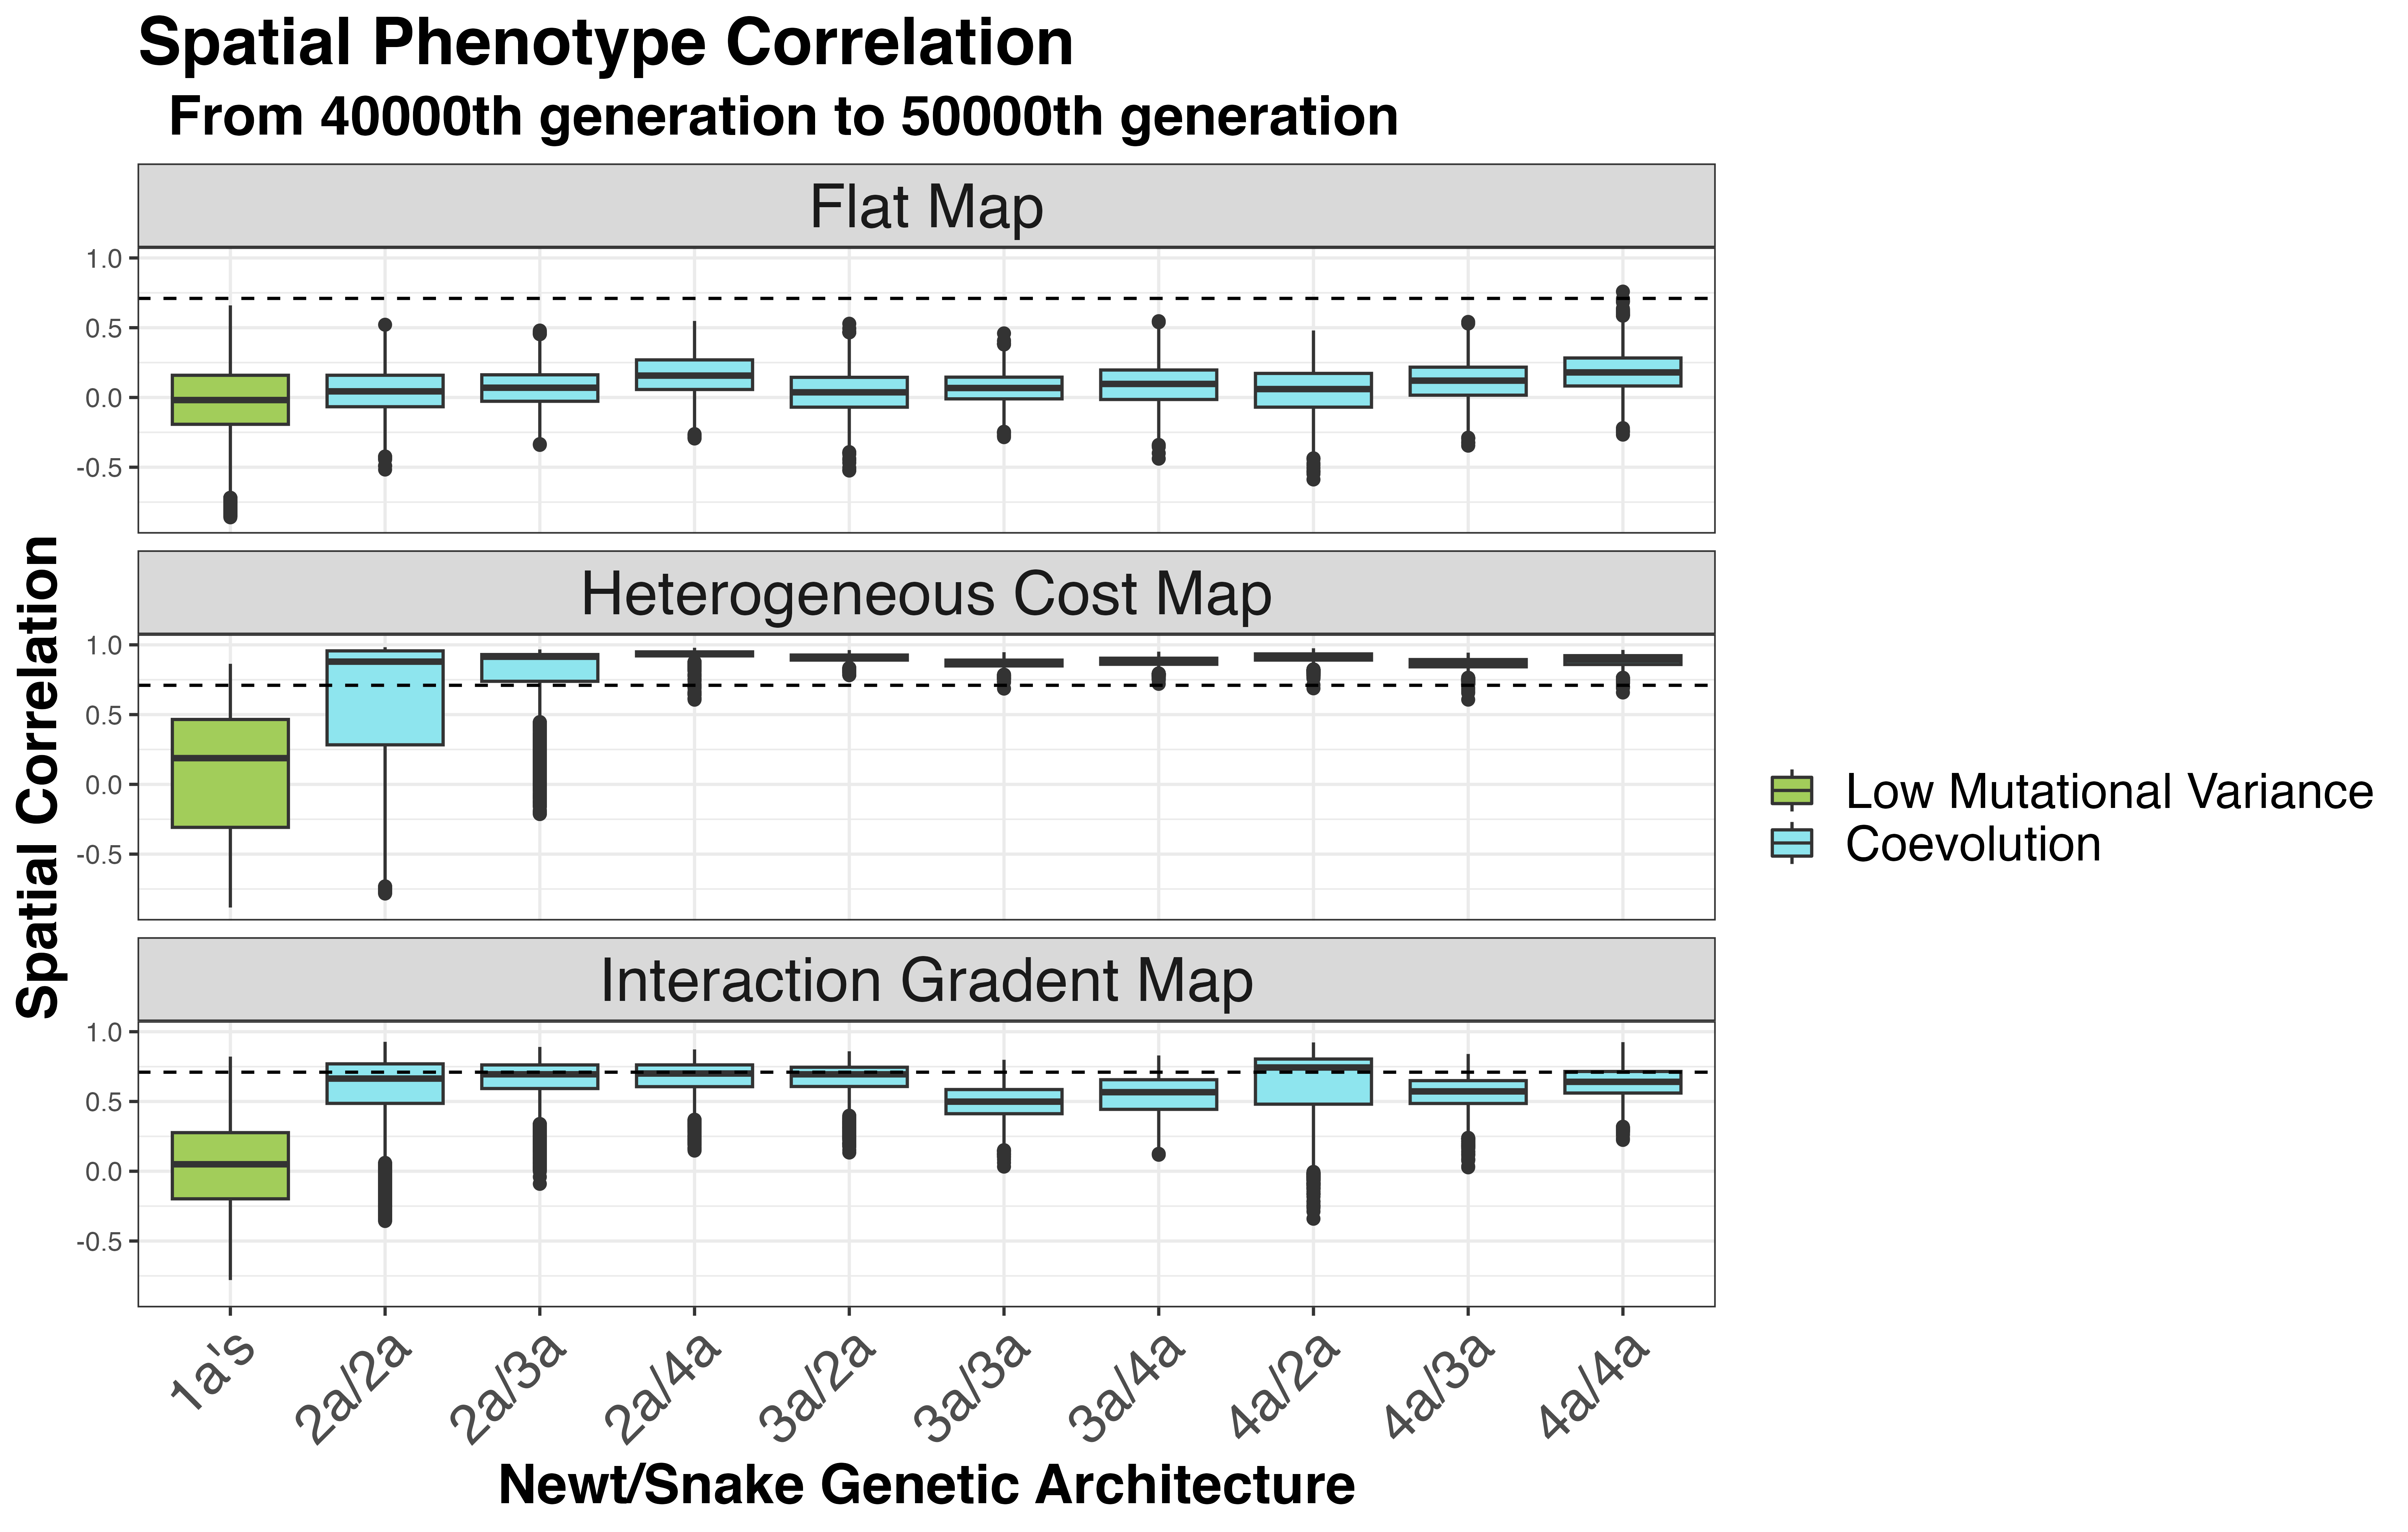 Spatial Phenotype Correlation
From 40000th generation to 50000th generation
Flat Map
1.0
0.5
0.0
-0.5
Heterogeneous Cost Map
1.0
0.5
0.0
-0.5
Interaction Gradent Map
1.0
0.5
0.0
-0.5
Spatial Correlation
1a's
2a/2a
2a/3a
2a/4a
3a/2a
3a/3a
3a/4a
4a/2a
4a/3a
4a/4a
Newt/Snake Genetic Architecture
Low Mutational Variance
Coevolution